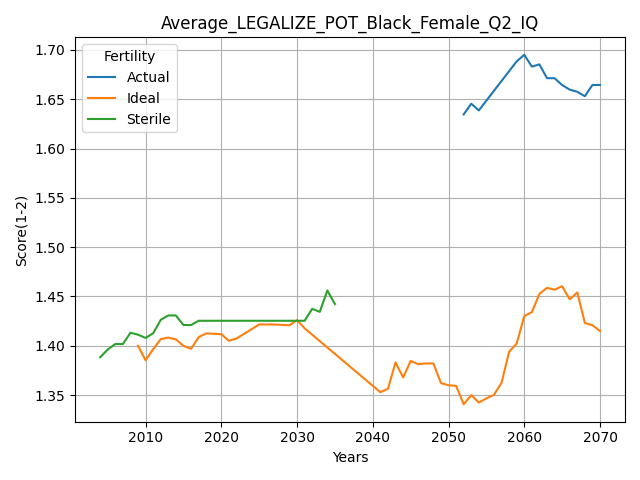 Average_LEGALIZE_POT_Black_Female_Q2_IQ
Fertility
Actual
Ideal
Sterile
Score(1-2)
1.70
1.65
1.60
1.55
1.50
1.45
1.40
1.35
2010 2020 2030 2040 2050 2060 2070
Years